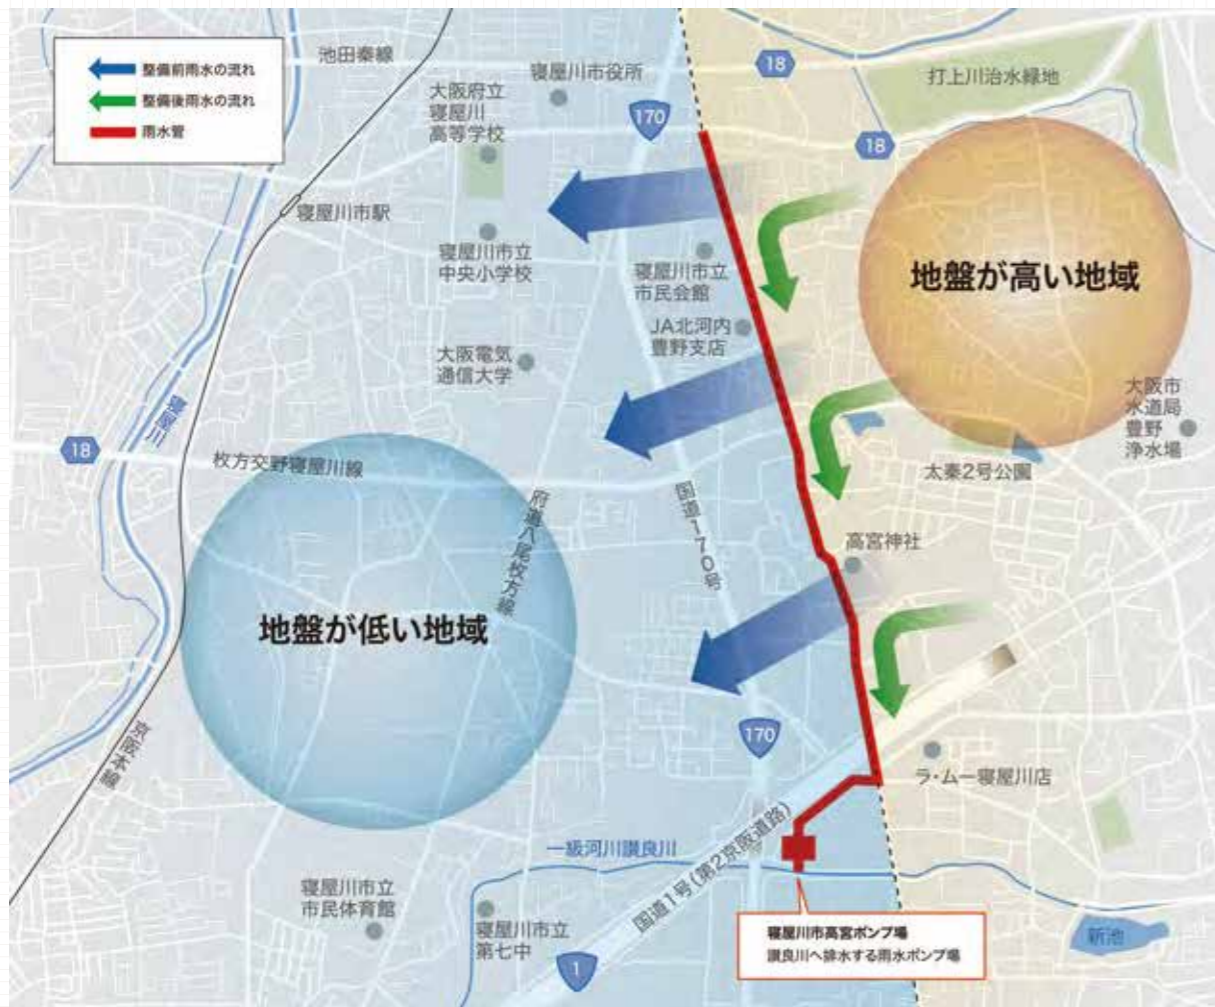 整備前雨水の流れ
整備後雨水の流れ
雨水管
池田秦線
寝屋川市役所
18
打上川治水緑地
大阪府立
寝屋川
高等学校
170
18
寝屋川市駅
寝屋川市立
中央小学校
寝屋川市立
市民会館
地盤が高い地域
JA北河内
豊野支店
大阪電気
通信大学
大阪市
水道局
豊野
浄水場
寝屋川
18
枚方交野寝屋川線
太秦2号公園
府道八尾枚方線
国道170号
高宮神社
地盤が低い地域
京阪本線
170
ラ・ムー寝屋川店
国道1号(第2京阪道路)
一級河川讃良川
寝屋川市立
市民体育館
寝屋川市立
第七中
寝屋川市高宮ポンプ場
讃良川へ排水する雨水ポンプ場
新池
1